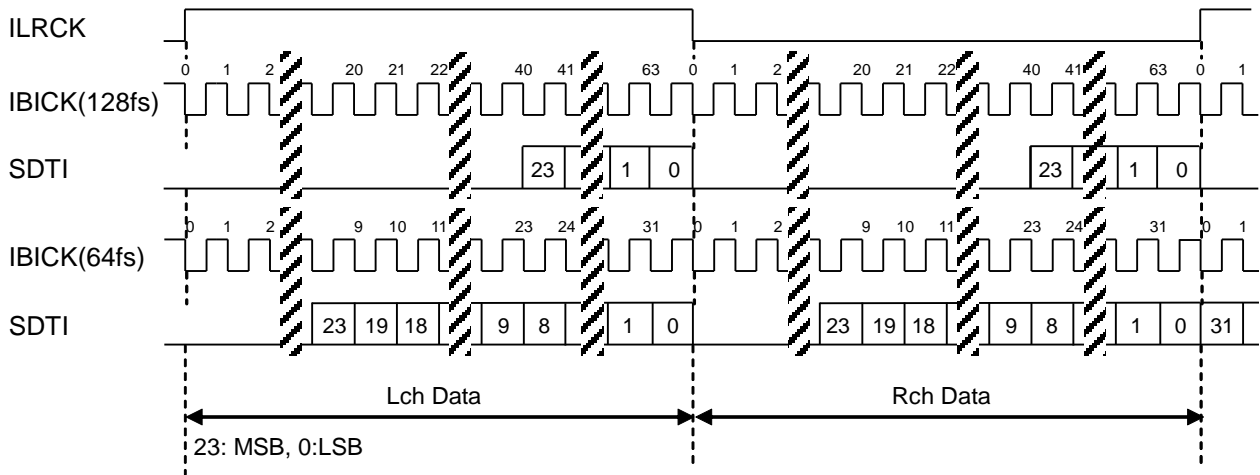 ILRCK
0 1 2 20 21 22 40 41 63 0 1 2 20 21 22 40 41 63 0 1
IBICK(128fs)
SDTI 23 1 0 23 1 0
0 1 2 9 10 11 23 24 31 0 1 2 9 10 11 23 24 31 0 1
IBICK(64fs)
SDTI 23 19 18 9 8 1 0 23 19 18 9 8 1 0 31
Lch Data Rch Data
23: MSB, 0:LSB